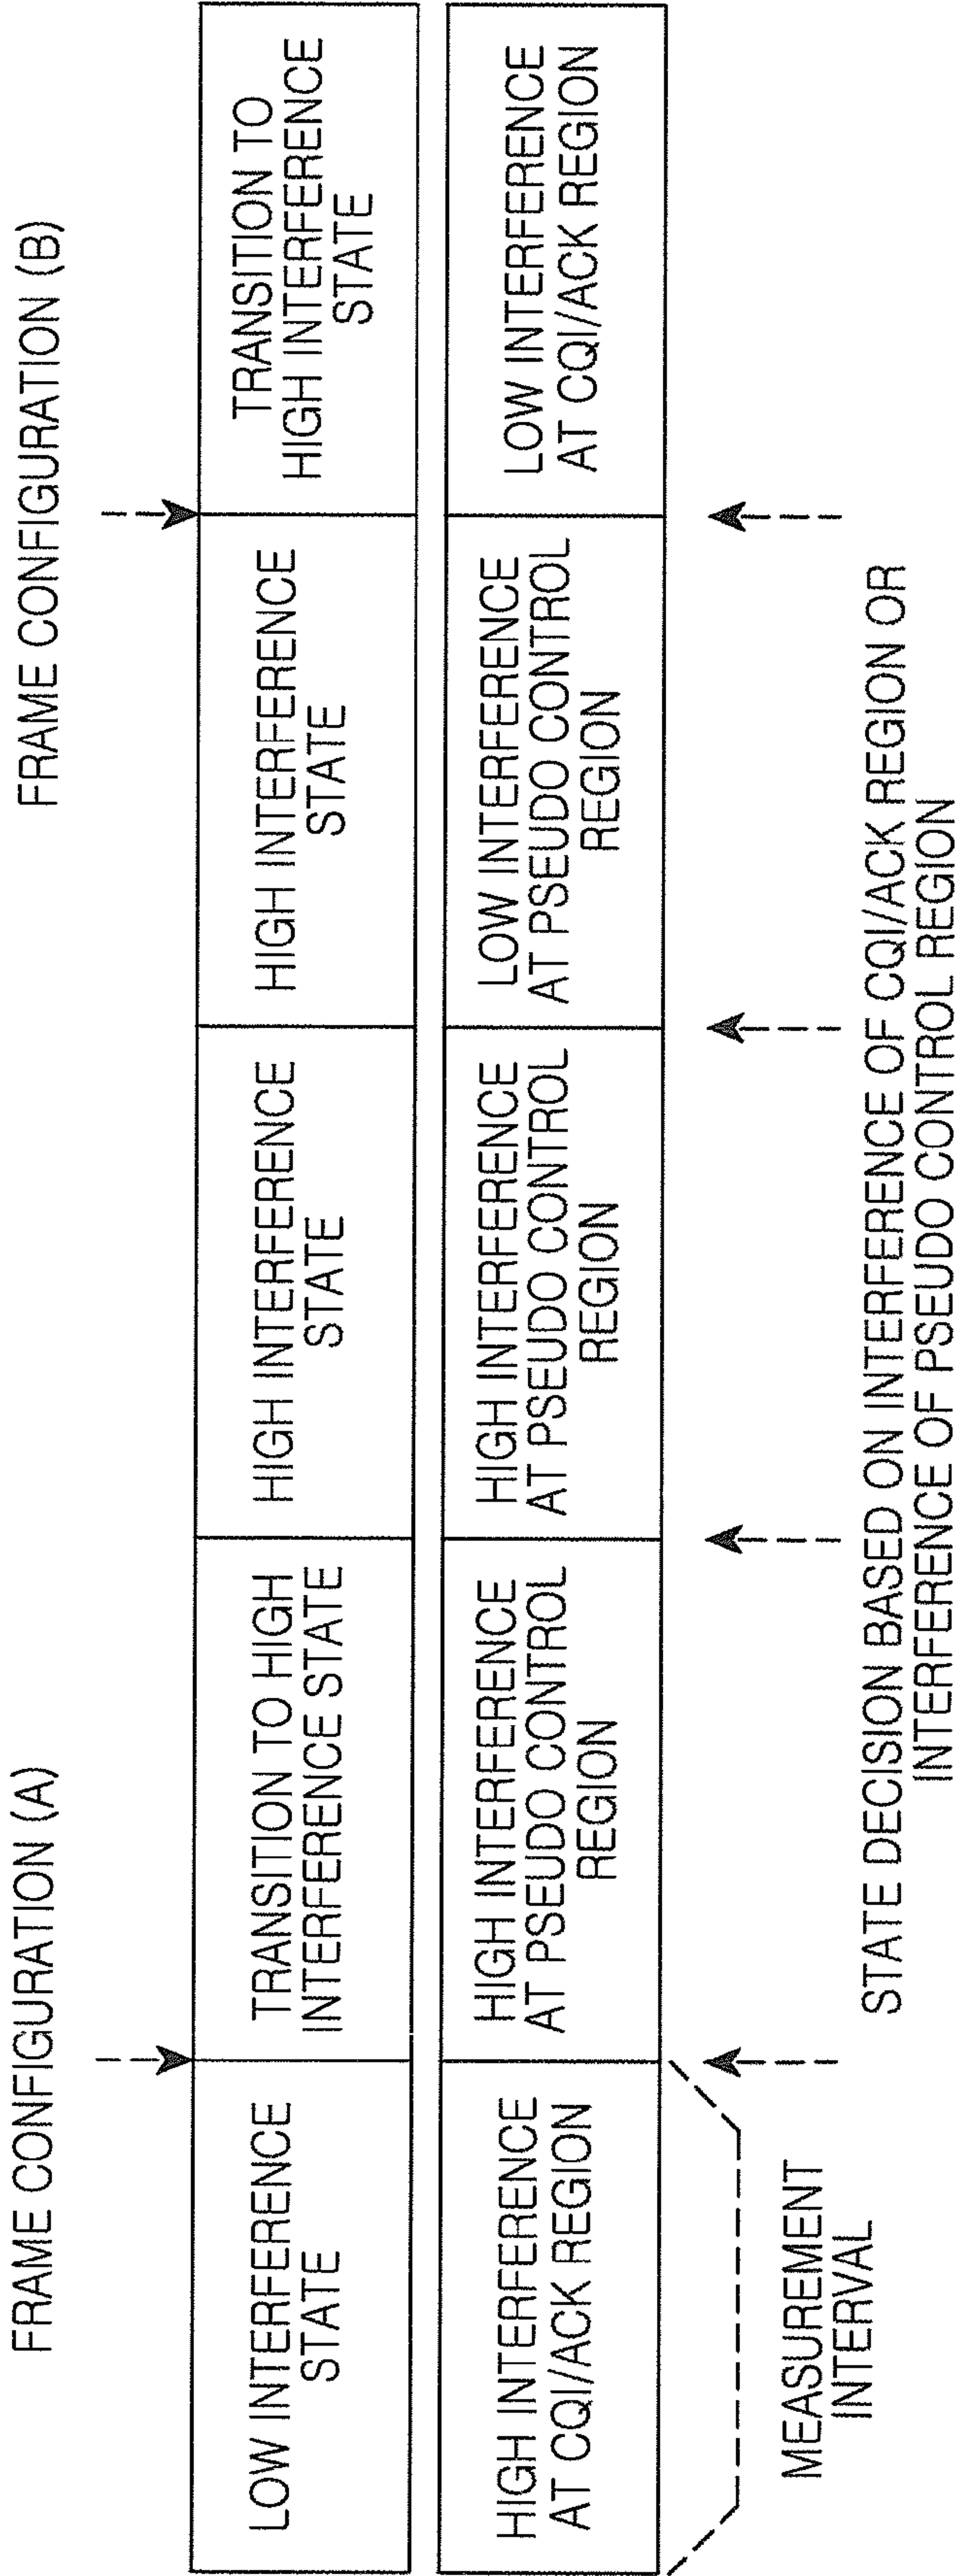 FRAME CONFIGURATION (A)
FRAME CONFIGURATION (B)
LOW INTERFERENCE
STATE
TRANSITION TO HIGH
INTERFERENCE STATE
HIGH INTERFERENCE
STATE
HIGH INTERFERENCE
STATE
TRANSITION TO
HIGH INTERFERENCE
STATE
HIGH INTERFERENCE
AT CQI/ACK REGION
HIGH INTERFERENCE
AT PSEUDO CONTROL
REGION
HIGH INTERFERENCE
AT PSEUDO CONTROL
REGION
LOW INTERFERENCE
AT PSEUDO CONTROL
REGION
LOW INTERFERENCE
AT CQI/ACK REGION
MEASUREMENT
INTERVAL
STATE DECISION BASED ON INTERFERENCE OF CQI/ACK REGION OR
INTERFERENCE OF PSEUDO CONTROL REGION